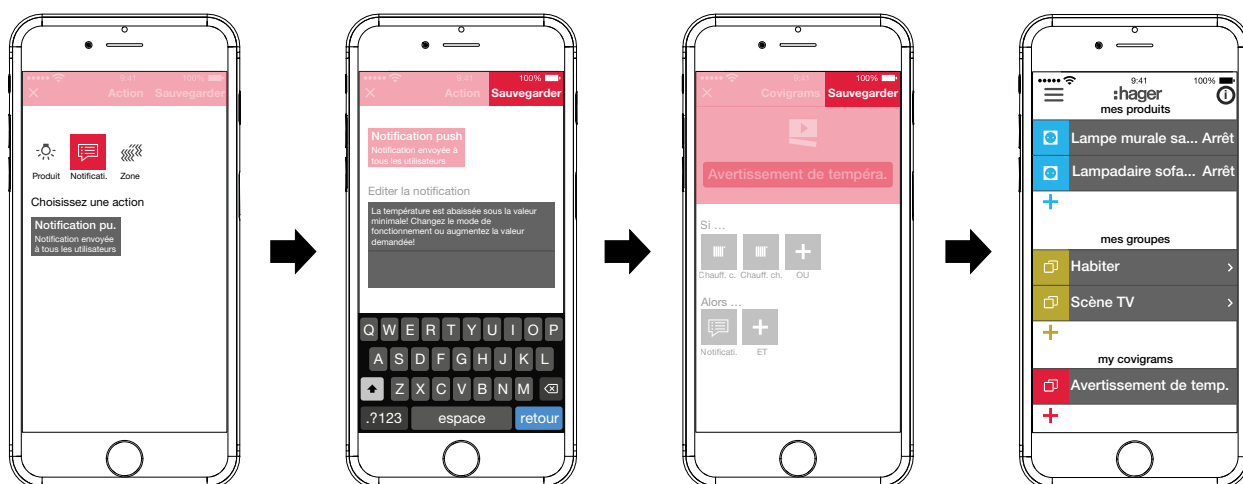 9:41 100%
Action Sauvegarder
Produit Notificati. Zone
Choisissez une action
Notification pu.
Notification envoyée
à tous les utilisateurs
9:41 100%
Action Sauvegarder
Notification push
Notification envoyée à
tous les utilisateurs
Editer la notification
La température est abaissée sous la valeur
minimale! Changez le mode de
fonctionnement ou augmentez la valeur
demandée!
Q W E R T Y U I O P
A S D F G H J K L
Z X C V B N M
.?123 espace retour
9:41 100%
Covigrams Sauvegarder
Avertissement de tempéra.
Si ...
Chauff. c. Chauff. ch. OU
Alors ...
Notificati. ET
9:41 100%
:hager
mes produits
Lampe murale sa... Arrêt
Lampadaire sofa... Arrêt
mes groupes
Habiter
Scène TV
my covigrams
Avertissement de temp.